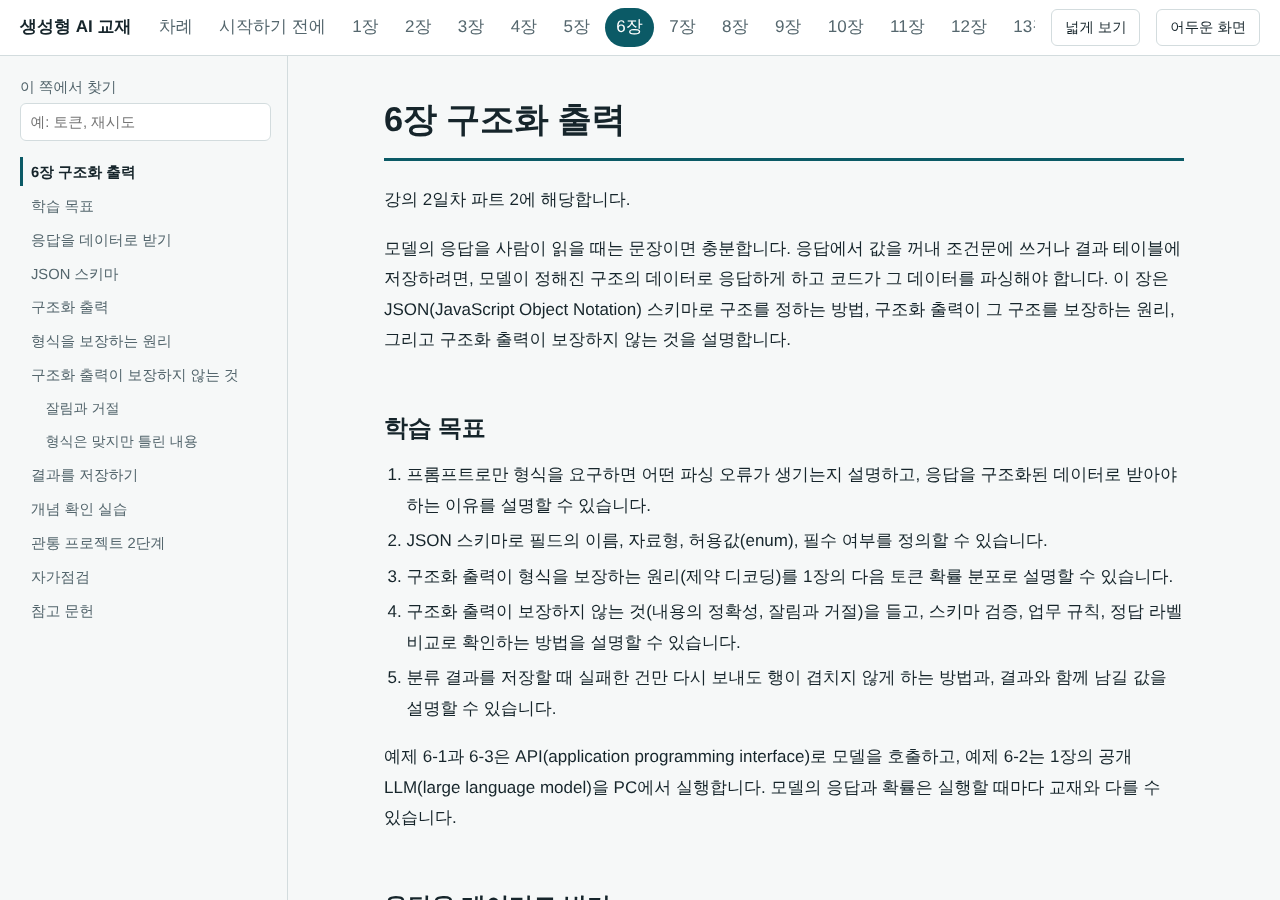 생성형 AI 교재 차례 시작하기 전에 1장 2장 3장 4장 5장 6장 7장 8장 9장 10장 11장 12장 넓게 보기 어두운 화면
이 쪽에서 찾기
예: 토큰, 재시도
6장 구조화 출력
학습 목표
응답을 데이터로 받기
JSON 스키마
구조화 출력
형식을 보장하는 원리
구조화 출력이 보장하지 않는 것
잘림과 거절
형식은 맞지만 틀린 내용
결과를 저장하기
개념 확인 실습
관통 프로젝트 2단계
자가점검
참고 문헌
6장 구조화 출력
강의 2일차 파트 2에 해당합니다.
모델의 응답을 사람이 읽을 때는 문장이면 충분합니다. 응답에서 값을 꺼내 조건문에 쓰거나 결과 테이블에
저장하려면, 모델이 정해진 구조의 데이터로 응답하게 하고 코드가 그 데이터를 파싱해야 합니다. 이 장은
JSON(JavaScript Object Notation) 스키마로 구조를 정하는 방법, 구조화 출력이 그 구조를 보장하는 원리,
그리고 구조화 출력이 보장하지 않는 것을 설명합니다.
학습 목표
1. 프롬프트로만 형식을 요구하면 어떤 파싱 오류가 생기는지 설명하고, 응답을 구조화된 데이터로 받아야
하는 이유를 설명할 수 있습니다.
2. JSON 스키마로 필드의 이름, 자료형, 허용값(enum), 필수 여부를 정의할 수 있습니다.
3. 구조화 출력이 형식을 보장하는 원리(제약 디코딩)를 1장의 다음 토큰 확률 분포로 설명할 수 있습니다.
4. 구조화 출력이 보장하지 않는 것(내용의 정확성, 잘림과 거절)을 들고, 스키마 검증, 업무 규칙, 정답 라벨
비교로 확인하는 방법을 설명할 수 있습니다.
5. 분류 결과를 저장할 때 실패한 건만 다시 보내도 행이 겹치지 않게 하는 방법과, 결과와 함께 남길 값을
설명할 수 있습니다.
예제 6-1과 6-3은 API(application programming interface)로 모델을 호출하고, 예제 6-2는 1장의 공개
LLM(large language model)을 PC에서 실행합니다. 모델의 응답과 확률은 실행할 때마다 교재와 다를 수
있습니다.